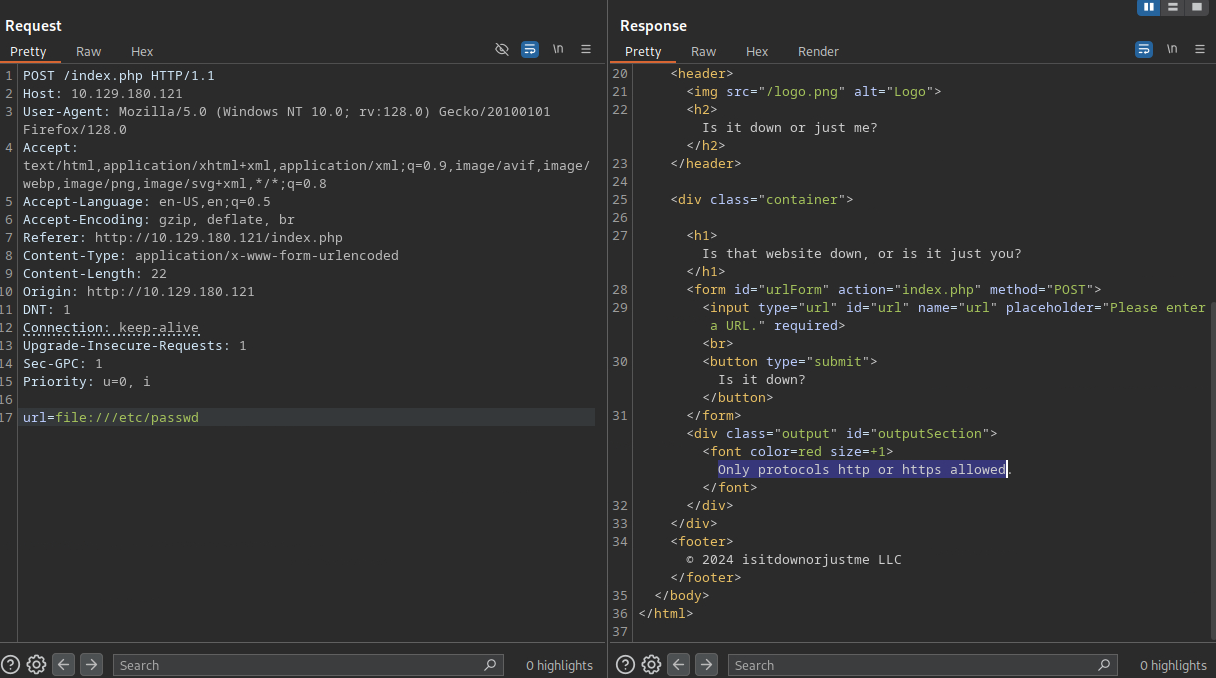 Request
Pretty Raw Hex \n
1 POST /index.php HTTP/1.1
2 Host: 10.129.180.121
3 User-Agent: Mozilla/5.0 (Windows NT 10.0; rv:128.0) Gecko/20100101
Firefox/128.0
4 Accept:
text/html,application/xhtml+xml,application/xml;q=0.9,image/avif,image/
webp,image/png,image/svg+xml,*/*;q=0.8
5 Accept-Language: en-US,en;q=0.5
6 Accept-Encoding: gzip, deflate, br
7 Referer: http://10.129.180.121/index.php
8 Content-Type: application/x-www-form-urlencoded
9 Content-Length: 22
10 Origin: http://10.129.180.121
11 DNT: 1
12 Connection: keep-alive
13 Upgrade-Insecure-Requests: 1
14 Sec-GPC: 1
15 Priority: u=0, i
16
17 url=file:///etc/passwd
Search 0 highlights
Response
Pretty Raw Hex Render \n
20 <header>
21 <img src="/logo.png" alt="Logo">
22 <h2>
Is it down or just me?
</h2>
23 </header>
24
25 <div class="container">
26
27 <h1>
Is that website down, or is it just you?
</h1>
28 <form id="urlForm" action="index.php" method="POST">
29 <input type="url" id="url" name="url" placeholder="Please enter
a URL." required>
<br>
30 <button type="submit">
Is it down?
</button>
31 </form>
<div class="output" id="outputSection">
<font color=red size=+1>
Only protocols http or https allowed.
</font>
32 </div>
33 </div>
34 <footer>
© 2024 isitdownorjustme LLC
</footer>
35 </body>
36 </html>
37
Search 0 highlights